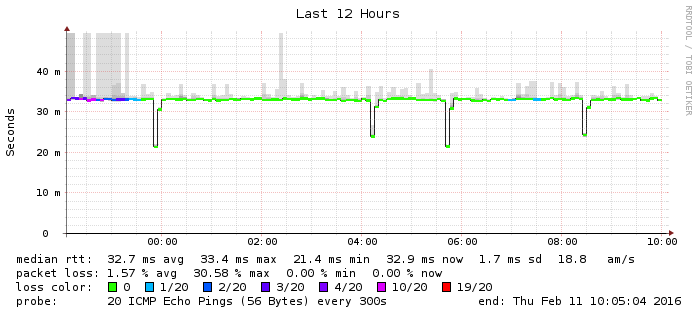 Last 12 Hours
RRDTOOL / TOBI OETIKER
Seconds
40 m
30 m
20 m
10 m
0
00:00 02:00 04:00 06:00 08:00 10:00
median rtt: 32.7 ms avg 33.4 ms max 21.4 ms min 32.9 ms now 1.7 ms sd 18.8 am/s
packet loss: 1.57 % avg 30.58 % max 0.00 % min 0.00 % now
loss color: 0 1/20 2/20 3/20 4/20 10/20 19/20
probe: 20 ICMP Echo Pings (56 Bytes) every 300s end: Thu Feb 11 10:05:04 2016